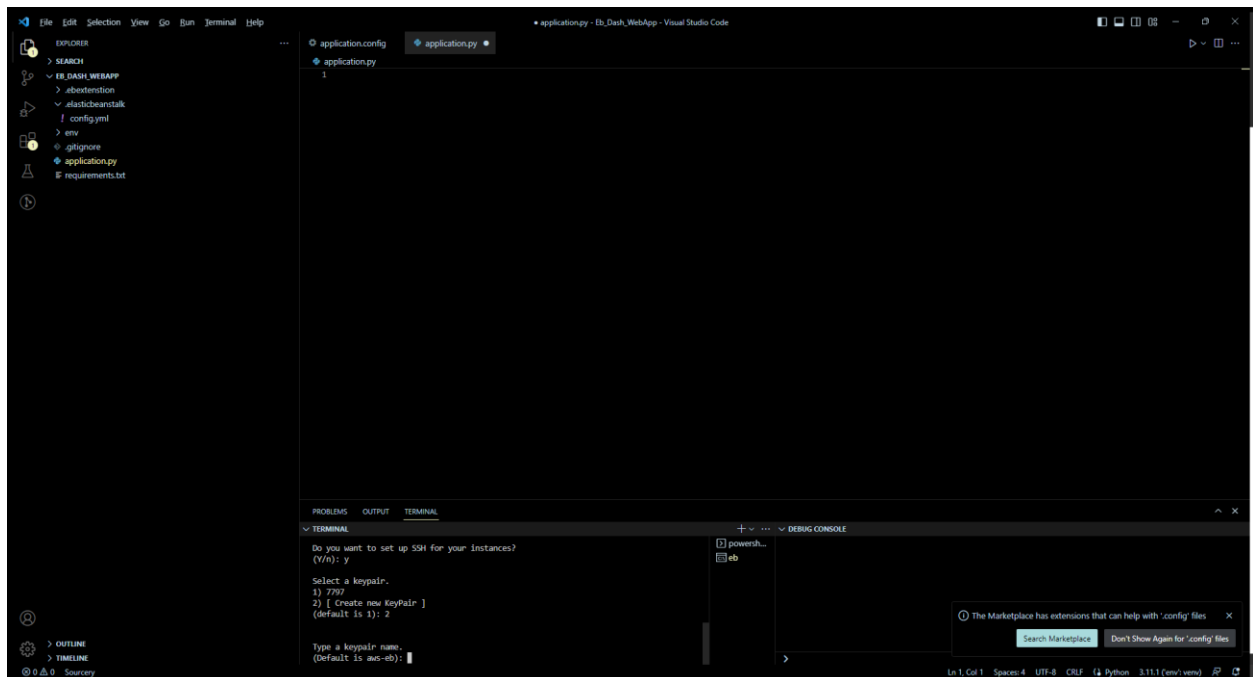 File Edit Selection View Go Run Terminal Help
● application.py - Eb_Dash_WebApp - Visual Studio Code
EXPLORER
SEARCH
EB_DASH_WEBAPP
.ebextenstion
.elasticbeanstalk
! config.yml
env
.gitignore
application.py
requirements.txt
OUTLINE
TIMELINE
1
1
application.config
application.py ●
application.py
1
PROBLEMS OUTPUT TERMINAL
TERMINAL
Do you want to set up SSH for your instances?
(Y/n): y
Select a keypair.
1) 7797
2) [ Create new KeyPair ]
(default is 1): 2
Type a keypair name.
(Default is aws-eb):
powersh...
eb
DEBUG CONSOLE
>
The Marketplace has extensions that can help with '.config' files
Search Marketplace
Don't Show Again for '.config' files
0 0 Sourcery
Ln 1, Col 1 Spaces: 4 UTF-8 CRLF Python 3.11.1 ('env': venv)